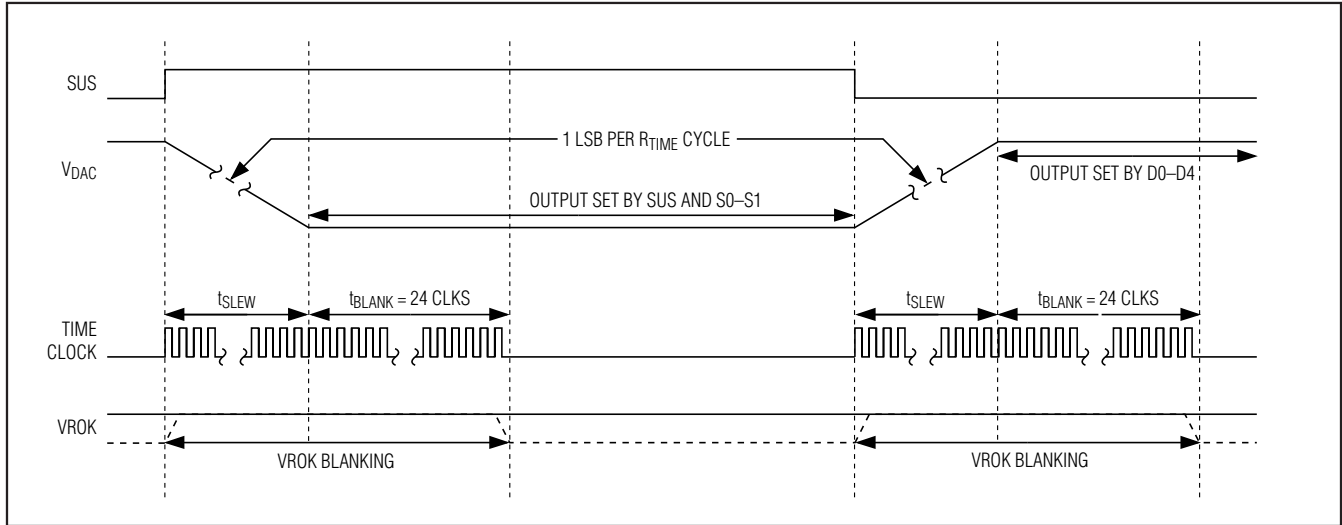 SUS
1 LSB PER RTIME CYCLE
VDAC
OUTPUT SET BY D0–D4
OUTPUT SET BY SUS AND S0–S1
tSLEW
tBLANK = 24 CLKS
tSLEW
tBLANK = 24 CLKS
TIME
CLOCK
VROK
VROK BLANKING
VROK BLANKING